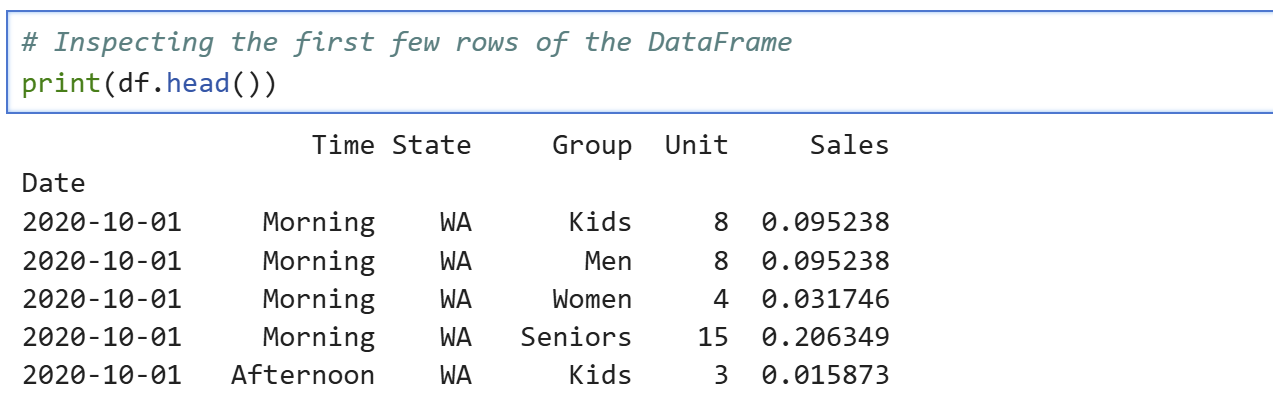 # Inspecting the first few rows of the DataFrame
print(df.head())
Time State Group Unit Sales
Date
2020-10-01 Morning WA Kids 8 0.095238
2020-10-01 Morning WA Men 8 0.095238
2020-10-01 Morning WA Women 4 0.031746
2020-10-01 Morning WA Seniors 15 0.206349
2020-10-01 Afternoon WA Kids 3 0.015873